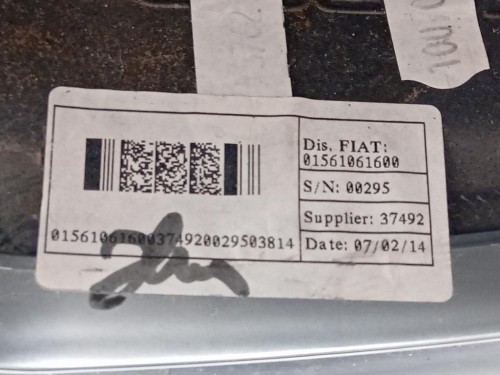 Dis. FIAT:
01561061600
S/N: 00295
Supplier: 37492
Date: 07/02/14
01561061600374920029503814